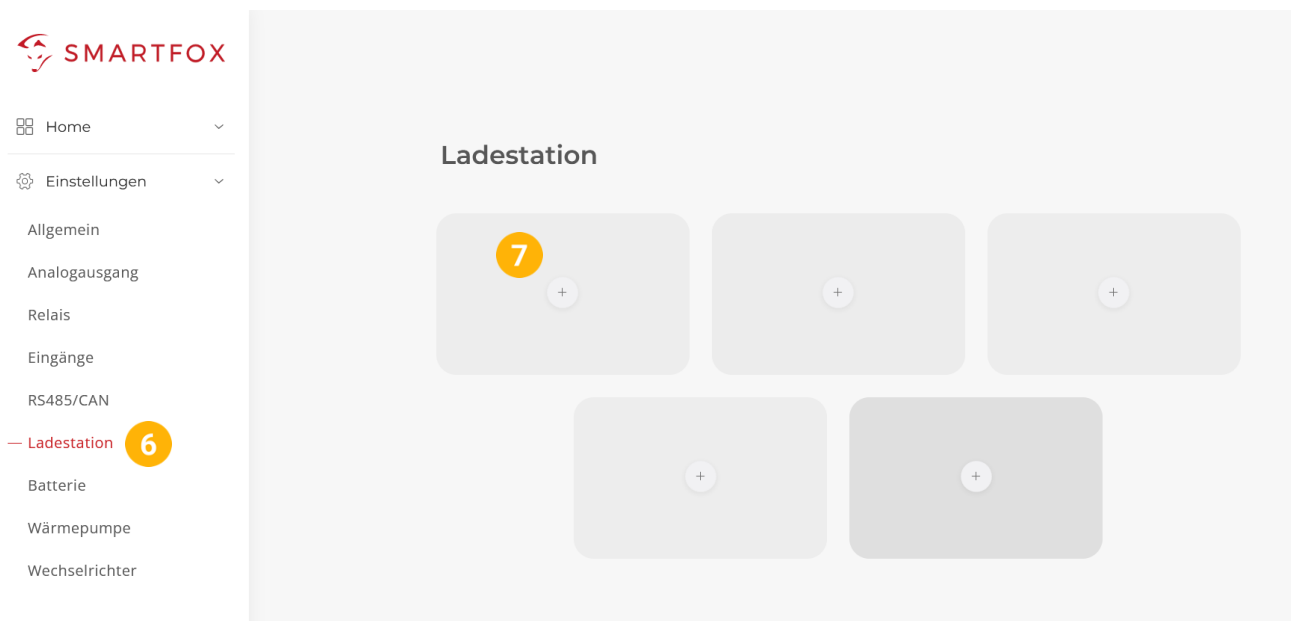 SMARTFOX
Home
Einstellungen
Allgemein
Analogausgang
Relais
Eingänge
RS485/CAN
Ladestation 6
Batterie
Wärmepumpe
Wechselrichter
Ladestation
7
+ + +
+ +